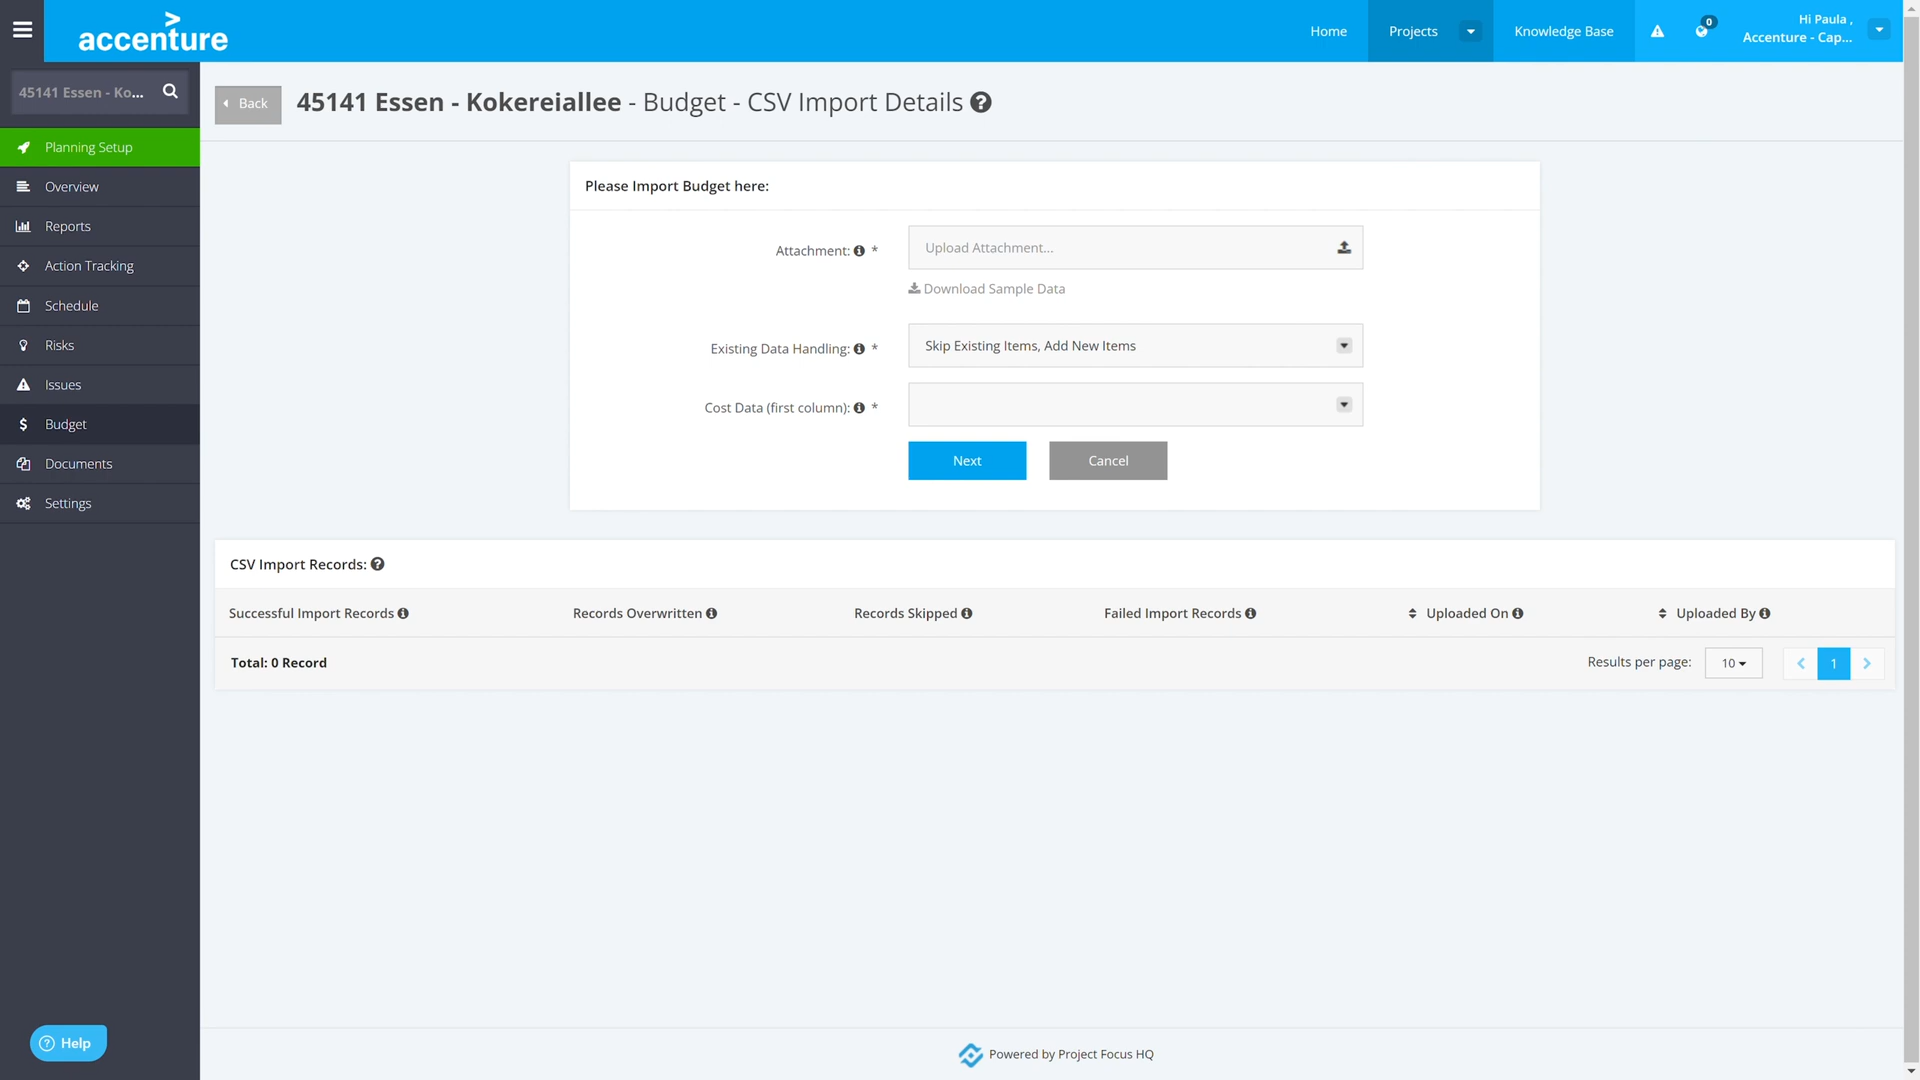 accenture
Home
Projects
Knowledge Base
0
Hi Paula ,
Accenture - Cap...
45141 Essen - Ko...
Planning Setup
Overview
Reports
Action Tracking
Schedule
Risks
Issues
Budget
Documents
Settings
Help
Back
45141 Essen - Kokereiallee - Budget - CSV Import Details
Please Import Budget here:
Attachment: *
Upload Attachment...
Download Sample Data
Existing Data Handling: *
Skip Existing Items, Add New Items
Cost Data (first column): *
Next
Cancel
CSV Import Records:
Successful Import Records
Records Overwritten
Records Skipped
Failed Import Records
Uploaded On
Uploaded By
Total: 0 Record
Results per page:
10
1
Powered by Project Focus HQ